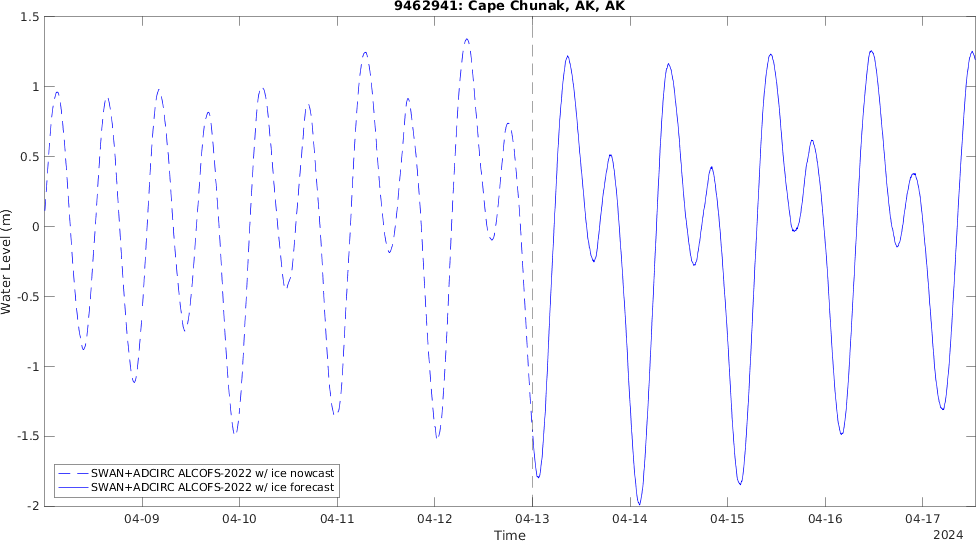 9462941: Cape Chunak, AK, AK
1.5
1
0.5
0
-0.5
-1
-1.5
-2
Water Level (m)
SWAN+ADCIRC ALCOFS-2022 w/ ice nowcast
SWAN+ADCIRC ALCOFS-2022 w/ ice forecast
04-09 04-10 04-11 04-12 04-13 04-14 04-15 04-16 04-17
Time
2024